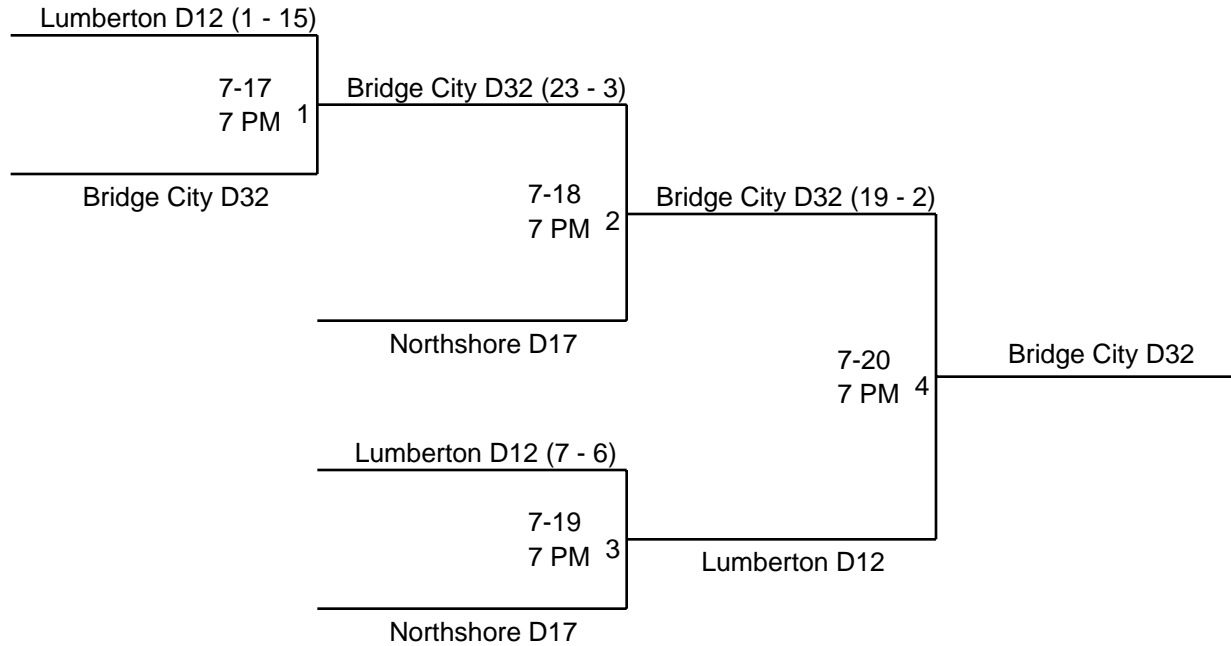 Lumberton D12 (1 - 15)
7-17
7 PM
1
Bridge City D32
Bridge City D32 (23 - 3)
7-18
7 PM
2
Northshore D17
Bridge City D32 (19 - 2)
Lumberton D12 (7 - 6)
7-19
7 PM
3
Northshore D17
Lumberton D12
7-20
7 PM
4
Bridge City D32